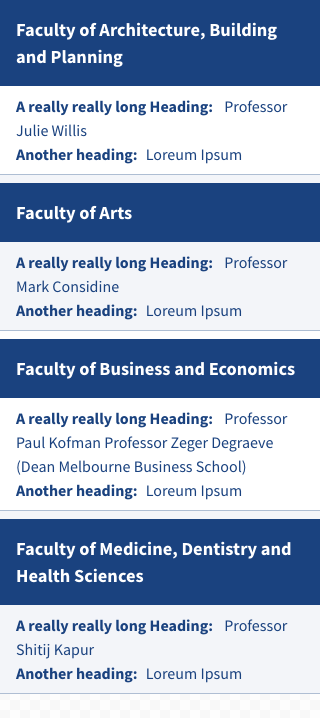 Faculty of Architecture, Building
and Planning
A really really long Heading: Professor
Julie Willis
Another heading: Loreum Ipsum
Faculty of Arts
A really really long Heading: Professor
Mark Considine
Another heading: Loreum Ipsum
Faculty of Business and Economics
A really really long Heading: Professor
Paul Kofman Professor Zeger Degraeve
(Dean Melbourne Business School)
Another heading: Loreum Ipsum
Faculty of Medicine, Dentistry and
Health Sciences
A really really long Heading: Professor
Shitij Kapur
Another heading: Loreum Ipsum